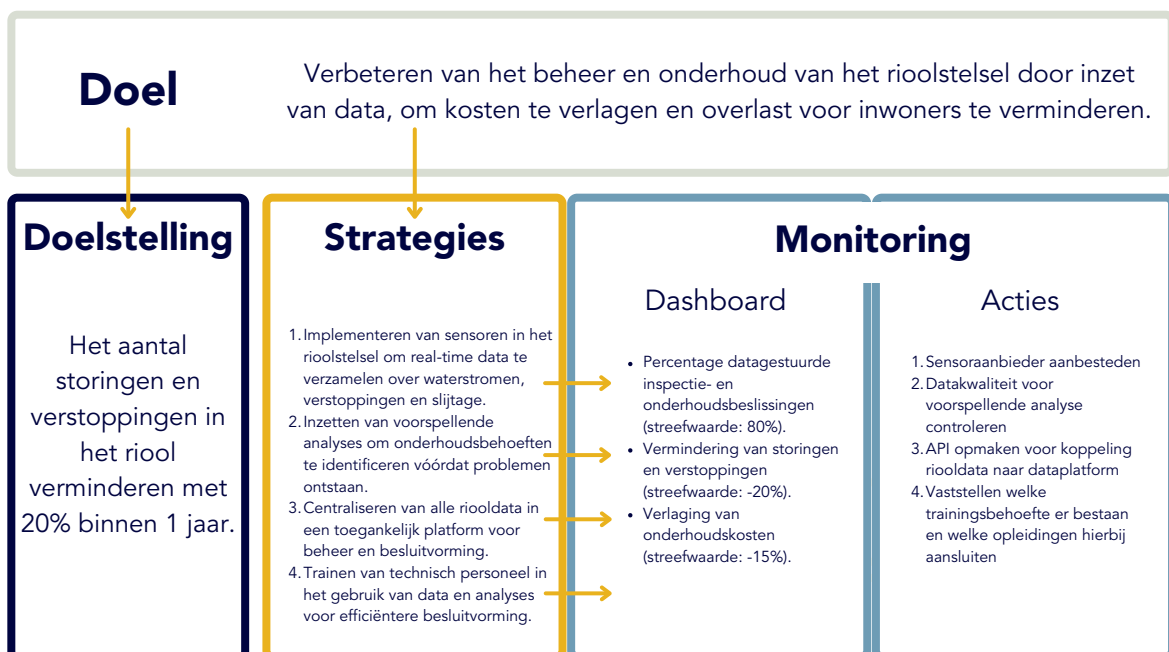 Doel
Verbeteren van het beheer en onderhoud van het rioolstelsel door inzet
van data, om kosten te verlagen en overlast voor inwoners te verminderen.
Doelstelling
Het aantal
storingen en
verstoppingen in
het riool
verminderen met
20% binnen 1 jaar.
Strategies
1. Implementeren van sensoren in het
rioolstelsel om real-time data te
verzamelen over waterstromen,
verstoppingen en slijtage.
2. Inzetten van voorspellende
analyses om onderhoudsbehoeften
te identificeren vóórdat problemen
ontstaan.
3. Centraliseren van alle riooldata in
een toegankelijk platform voor
beheer en besluitvorming.
4. Trainen van technisch personeel in
het gebruik van data en analyses
voor efficiëntere besluitvorming.
Monitoring
Dashboard
• Percentage datagestuurde
inspectie- en
onderhoudsbeslissingen
(streefwaarde: 80%).
• Vermindering van storingen
en verstoppingen
(streefwaarde: -20%).
• Verlaging van
onderhoudskosten
(streefwaarde: -15%).
Acties
1. Sensoraanbieder aanbesteden
2. Datakwaliteit voor
voorspellende analyse
controleren
3. API opmaken voor koppeling
riooldata naar dataplatform
4. Vaststellen welke
trainingsbehoefte er bestaan
en welke opleidingen hierbij
aansluiten